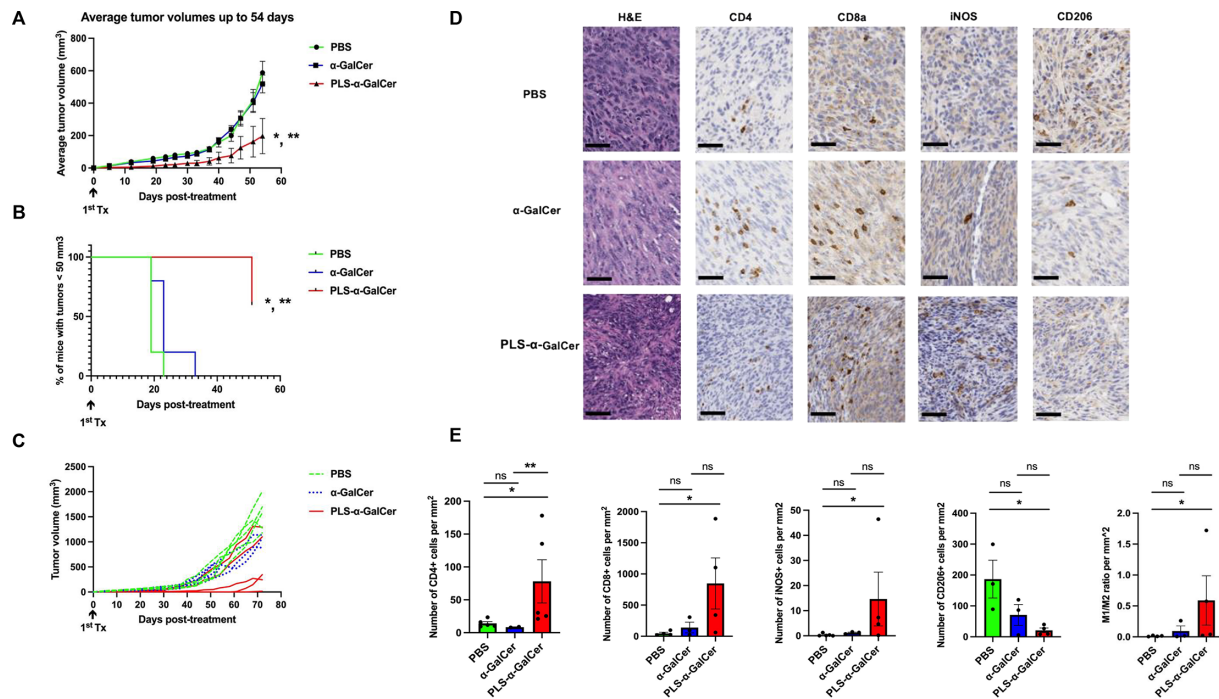 A
Average tumor volumes up to 54 days
Average tumor volume (mm3)
800
600
400
200
0
0 10 20 30 40 50 60
Days post-treatment
1st Tx
PBS
α-GalCer
PLS-α-GalCer
*, **
B
% of mice with tumors < 50 mm3
100
50
0
0 20 40 60
Days post-treatment
1st Tx
PBS
α-GalCer
PLS-α-GalCer
*, **
C
Tumor volume (mm3)
2500
2000
1500
1000
500
0
0 10 20 30 40 50 60 70 80
Days post-treatment
1st Tx
PBS
α-GalCer
PLS-α-GalCer
D
H&E CD4 CD8a iNOS CD206
PBS
α-GalCer
PLS-α-GalCer
E
Number of CD4+ cells per mm2
200
150
100
50
0
ns
**
*
PBS
α-GalCer
PLS-α-GalCer
Number of CD8+ cells per mm2
2000
1500
1000
500
0
ns
ns
*
PBS
α-GalCer
PLS-α-GalCer
Number of iNOS+ cells per mm2
50
40
30
20
10
0
ns
ns
*
PBS
α-GalCer
PLS-α-GalCer
Number of CD206+ cells per mm2
500
400
300
200
100
0
ns
ns
*
PBS
α-GalCer
PLS-α-GalCer
M1/M2 ratio per mm^2
2.0
1.5
1.0
0.5
0.0
ns
ns
*
PBS
α-GalCer
PLS-α-GalCer